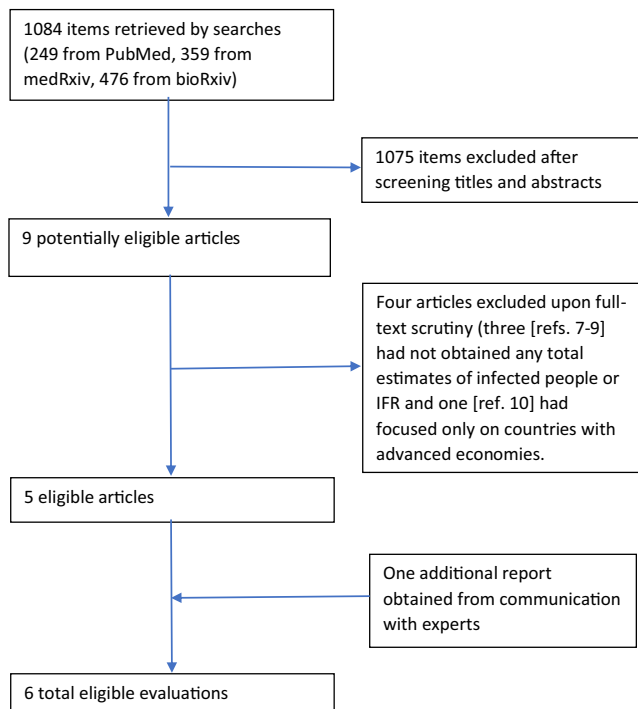 1084 items retrieved by searches
(249 from PubMed, 359 from
medRxiv, 476 from bioRxiv)
1075 items excluded after
screening titles and abstracts
9 potentially eligible articles
Four articles excluded upon full-
text scrutiny (three [refs. 7-9]
had not obtained any total
estimates of infected people or
IFR and one [ref. 10] had
focused only on countries with
advanced economies.
5 eligible articles
One additional report
obtained from communication
with experts
6 total eligible evaluations